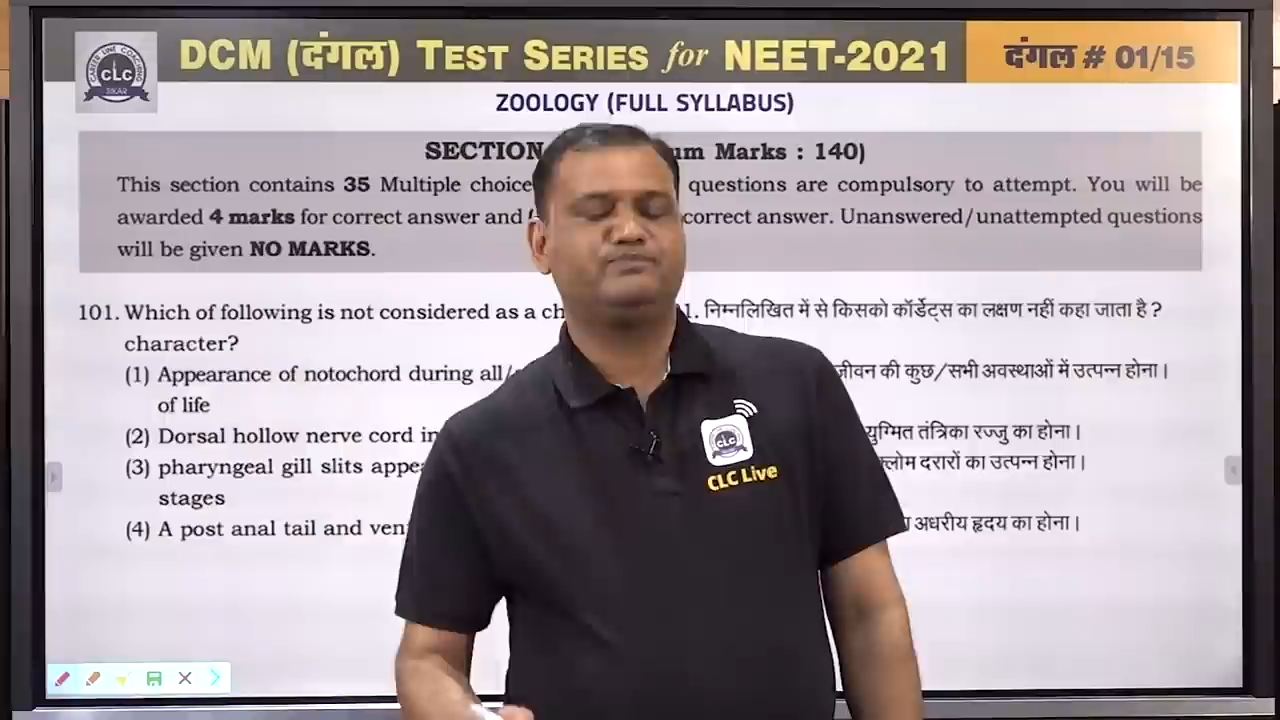 DCM (दंगल) TEST SERIES for NEET-2021
दंगल # 01/15
CLC
SIKAR
ZOOLOGY (FULL SYLLABUS)
SECTION um Marks : 140)
This section contains 35 Multiple choice questions are compulsory to attempt. You will be
awarded 4 marks for correct answer and correct answer. Unanswered/unattempted questions
will be given NO MARKS.
101. Which of following is not considered as a ch
character?
(1) Appearance of notochord during all/
of life
(2) Dorsal hollow nerve cord in
(3) pharyngeal gill slits appe
stages
(4) A post anal tail and ven
1. निम्नलिखित में से किसको कॉर्डेट्स का लक्षण नहीं कहा जाता है ?
जीवन की कुछ/सभी अवस्थाओं में उत्पन्न होना।
युग्मित तंत्रिका रज्जु का होना।
क्लोम दरारों का उत्पन्न होना।
अधरीय हृदय का होना।
CLC
CLC Live